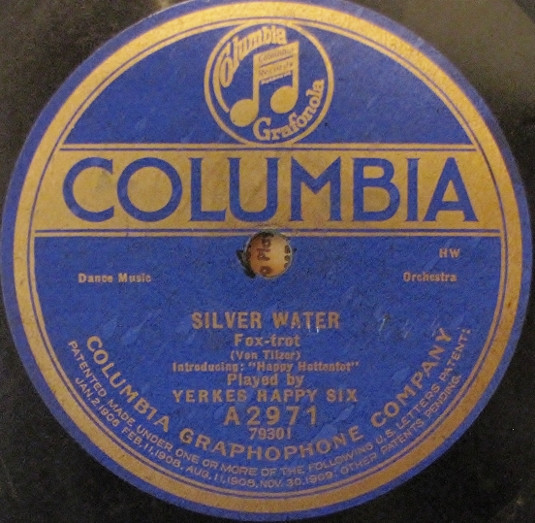 Columbia
Grafonola
COLUMBIA
HW
Dance Music
Orchestra
SILVER WATER
Fox-trot
(Von Tilzer)
Introducing: "Happy Hottentot"
Played by
YERKES HAPPY SIX
A2971
79301
COLUMBIA GRAPHOPHONE COMPANY
PATENTED, MADE UNDER ONE OR MORE OF THE FOLLOWING U.S. LETTERS PATENT:
JAN. 2, 1906, FEB. 11, 1908, AUG. 11, 1908, NOV. 30, 1909, OTHER PATENTS PENDING.